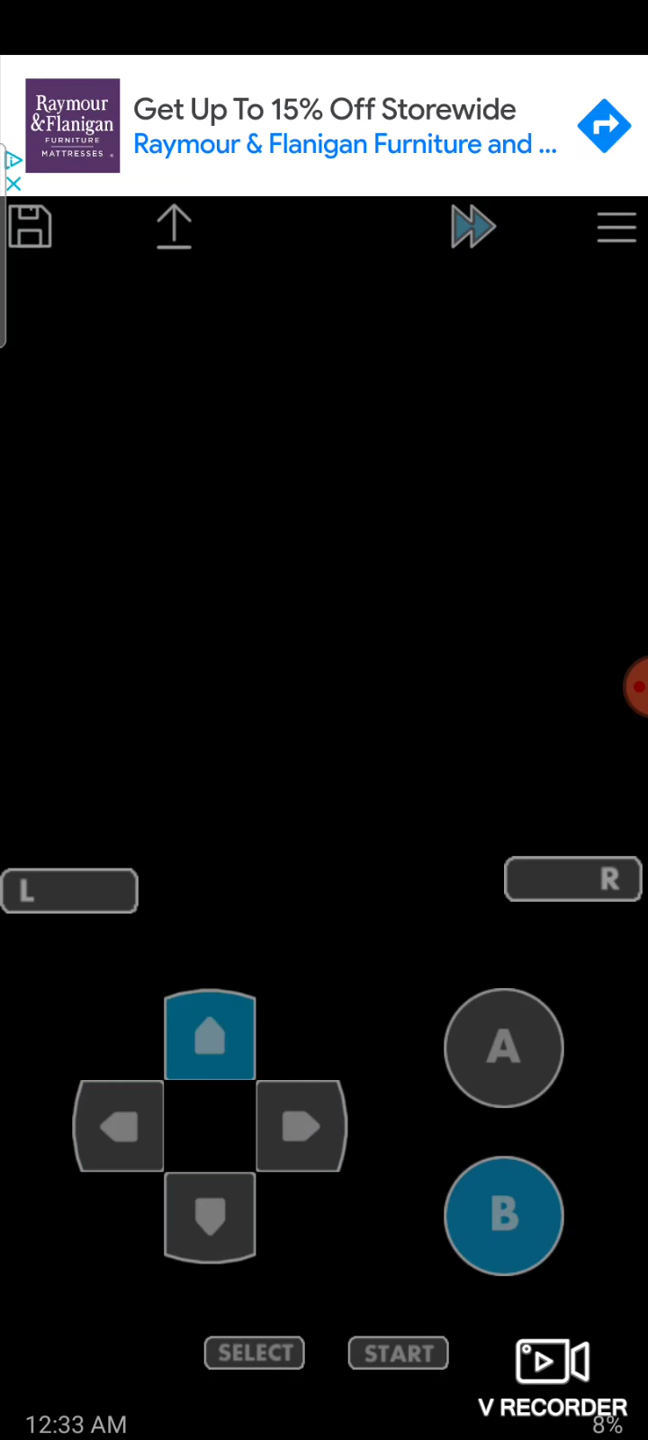 Raymour
&Flanigan
FURNITURE
MATTRESSES
Get Up To 15% Off Storewide
Raymour & Flanigan Furniture and ...
L
R
A
B
SELECT
START
V RECORDER
12:33 AM
8%